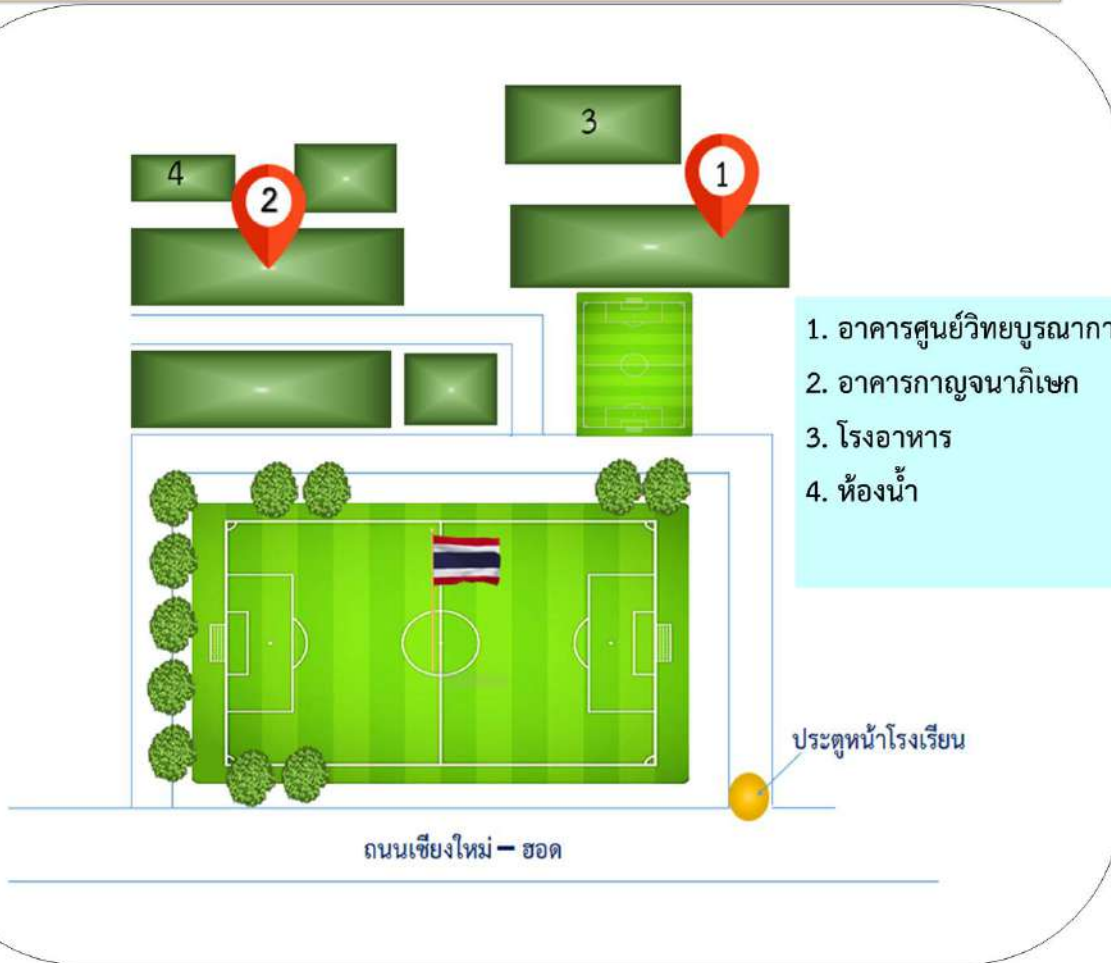 3
4
1
2
1. อาคารศูนย์วิทยบูรณากา
2. อาคารกาญจนาภิเษก
3. โรงอาหาร
4. ห้องน้ำ
ประตูหน้าโรงเรียน
ถนนเชียงใหม่ – ฮอด